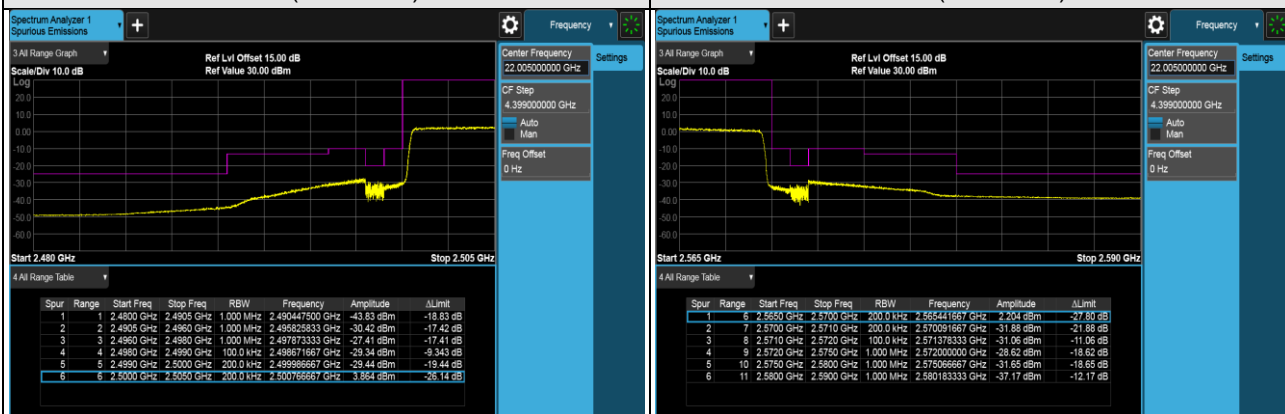 Spectrum Analyzer 1
Spurious Emissions
Frequency
Settings
3 All Range Graph
Ref Lvl Offset 15.00 dB
Scale/Div 10.0 dB
Ref Value 30.00 dBm
Log
20.0
10.0
0.00
-10.0
-20.0
-30.0
-40.0
-50.0
-60.0
Start 2.480 GHz
Stop 2.505 GHz
Center Frequency
22.005000000 GHz
CF Step
4.399000000 GHz
Auto
Man
Freq Offset
0 Hz
4 All Range Table
Spur Range Start Freq Stop Freq RBW Frequency Amplitude ΔLimit
1 1 2.4800 GHz 2.4905 GHz 1.000 MHz 2.490447500 GHz -43.83 dBm -18.83 dB
2 2 2.4905 GHz 2.4960 GHz 1.000 MHz 2.495825833 GHz -30.42 dBm -17.42 dB
3 3 2.4960 GHz 2.4980 GHz 1.000 MHz 2.497873333 GHz -27.41 dBm -17.41 dB
4 4 2.4980 GHz 2.4990 GHz 100.0 kHz 2.498671667 GHz -29.34 dBm -9.343 dB
5 5 2.4990 GHz 2.5000 GHz 200.0 kHz 2.499986667 GHz -29.44 dBm -19.44 dB
6 6 2.5000 GHz 2.5050 GHz 200.0 kHz 2.500766667 GHz 3.864 dBm -26.14 dB
Spectrum Analyzer 1
Spurious Emissions
Frequency
Settings
3 All Range Graph
Ref Lvl Offset 15.00 dB
Scale/Div 10.0 dB
Ref Value 30.00 dBm
Log
20.0
10.0
0.00
-10.0
-20.0
-30.0
-40.0
-50.0
-60.0
Start 2.565 GHz
Stop 2.590 GHz
Center Frequency
22.005000000 GHz
CF Step
4.399000000 GHz
Auto
Man
Freq Offset
0 Hz
4 All Range Table
Spur Range Start Freq Stop Freq RBW Frequency Amplitude ΔLimit
1 6 2.5650 GHz 2.5700 GHz 200.0 kHz 2.565441667 GHz 2.204 dBm -27.80 dB
2 7 2.5700 GHz 2.5710 GHz 200.0 kHz 2.570091667 GHz -31.88 dBm -21.88 dB
3 8 2.5710 GHz 2.5720 GHz 100.0 kHz 2.571378333 GHz -31.06 dBm -11.06 dB
4 9 2.5720 GHz 2.5750 GHz 1.000 MHz 2.572000000 GHz -28.62 dBm -18.62 dB
5 10 2.5750 GHz 2.5800 GHz 1.000 MHz 2.575066667 GHz -31.65 dBm -18.65 dB
6 11 2.5800 GHz 2.5900 GHz 1.000 MHz 2.580183333 GHz -37.17 dBm -12.17 dB